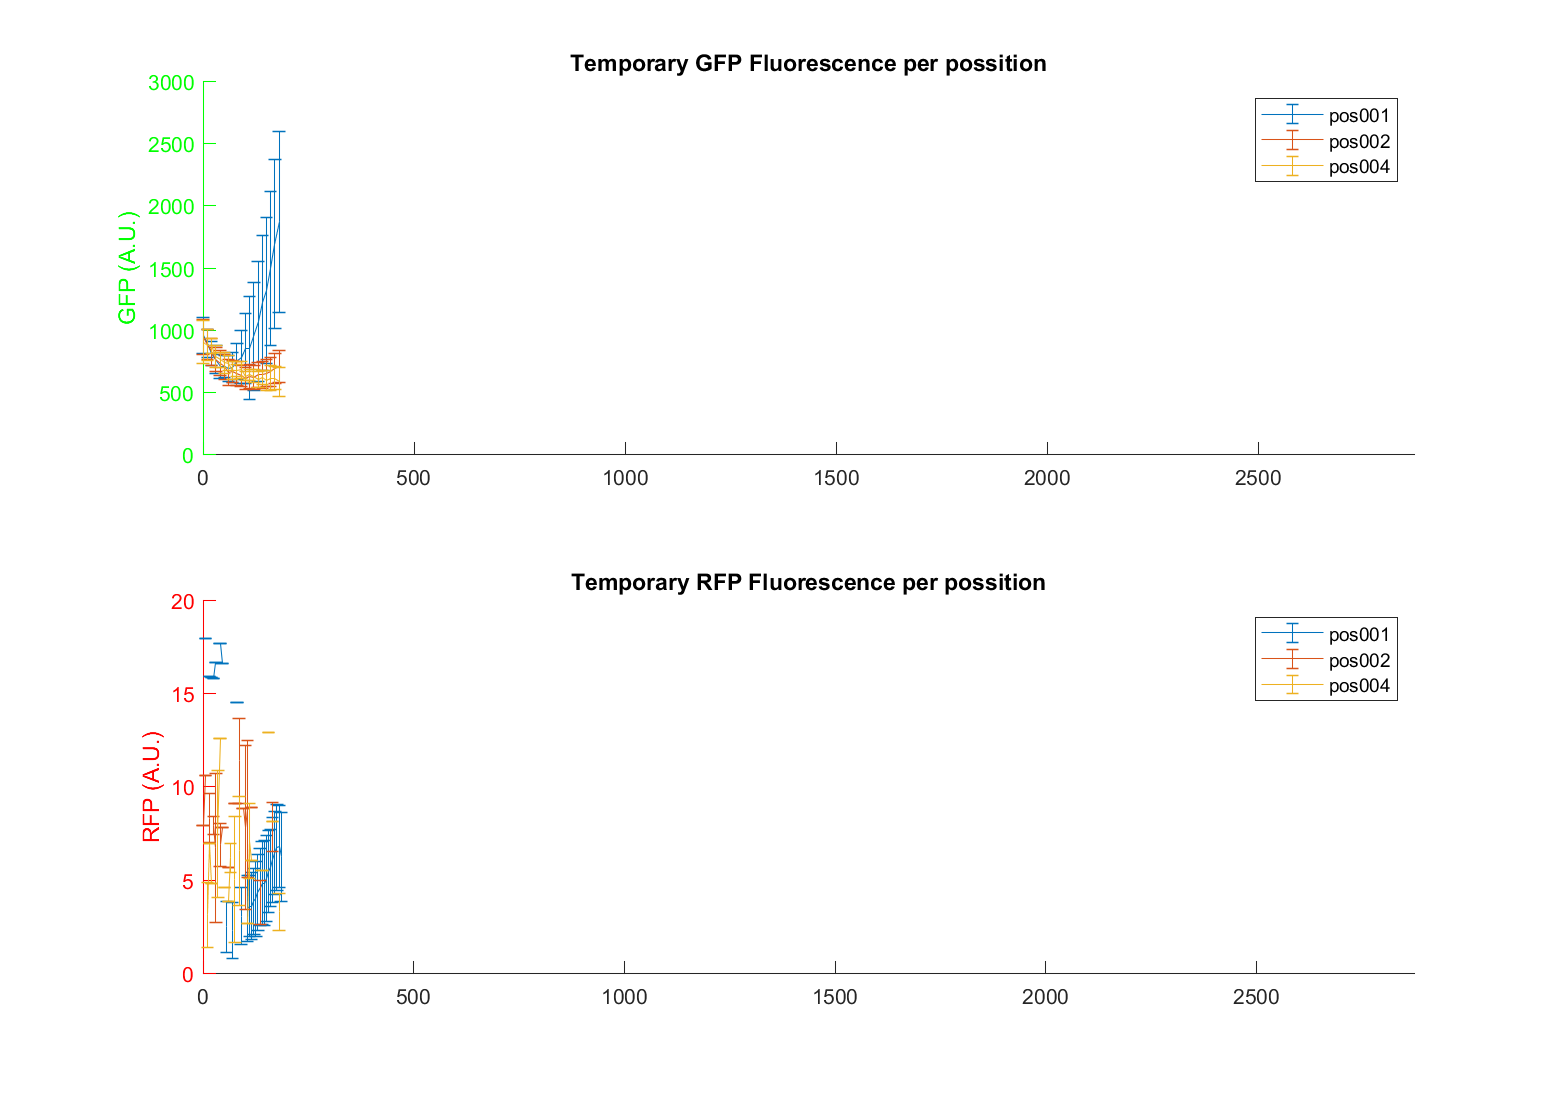 Temporary GFP Fluorescence per possition
3000
2500
2000
1500
1000
500
0
GFP (A.U.)
pos001
pos002
pos004
0 500 1000 1500 2000 2500
Temporary RFP Fluorescence per possition
20
15
10
5
0
RFP (A.U.)
pos001
pos002
pos004
0 500 1000 1500 2000 2500